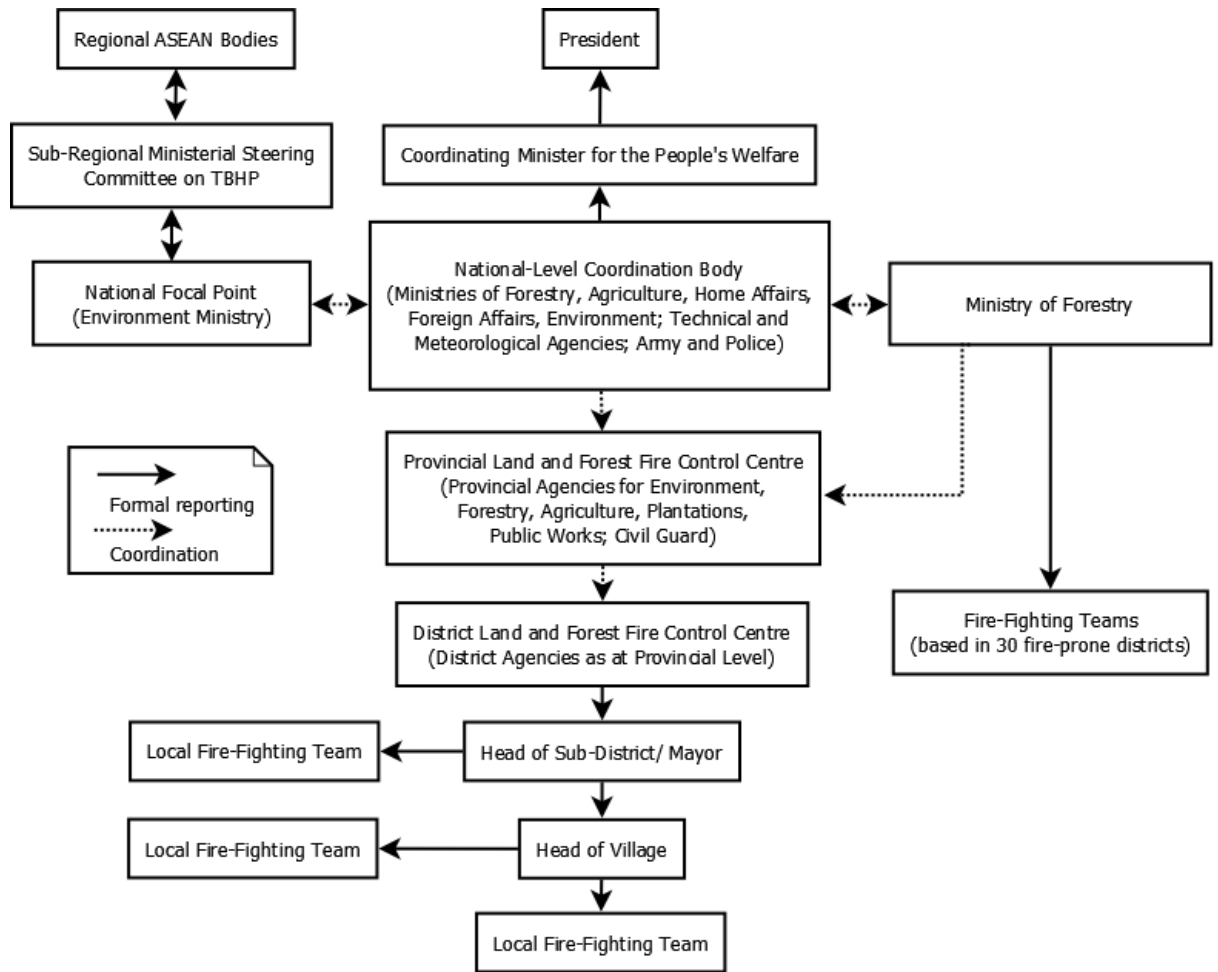 Regional ASEAN Bodies
President
Sub-Regional Ministerial Steering
Committee on TBHP
Coordinating Minister for the People's Welfare
National Focal Point
(Environment Ministry)
National-Level Coordination Body
(Ministries of Forestry, Agriculture, Home Affairs,
Foreign Affairs, Environment; Technical and
Meteorological Agencies; Army and Police)
Ministry of Forestry
Formal reporting
Coordination
Provincial Land and Forest Fire Control Centre
(Provincial Agencies for Environment,
Forestry, Agriculture, Plantations,
Public Works; Civil Guard)
District Land and Forest Fire Control Centre
(District Agencies as at Provincial Level)
Fire-Fighting Teams
(based in 30 fire-prone districts)
Local Fire-Fighting Team
Head of Sub-District/ Mayor
Local Fire-Fighting Team
Head of Village
Local Fire-Fighting Team